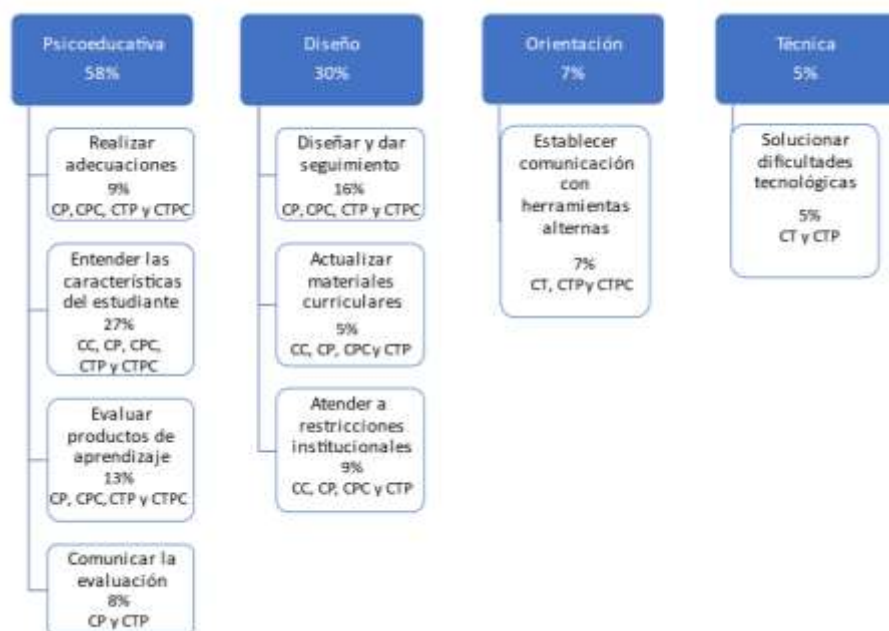 Psicoeducativa
58%
Realizar
adecuaciones
9%
CP, CPC, CTP y CTPC
Entender las
características
del estudiante
27%
CC, CP, CPC,
CTP y CTPC
Evaluar
productos de
aprendizaje
13%
CP, CPC, CTP y CTPC
Comunicar la
evaluación
8%
CP y CTP
Diseño
30%
Diseñar y dar
seguimiento
16%
CP, CPC, CTP y CTPC
Actualizar
materiales
curriculares
5%
CC, CP, CPC y CTP
Atender a
restricciones
institucionales
9%
CC, CP, CPC y CTP
Orientación
7%
Establecer
comunicación
con
herramientas
alternas
7%
CT, CTP y CTPC
Técnica
5%
Solucionar
dificultades
tecnológicas
5%
CT y CTP